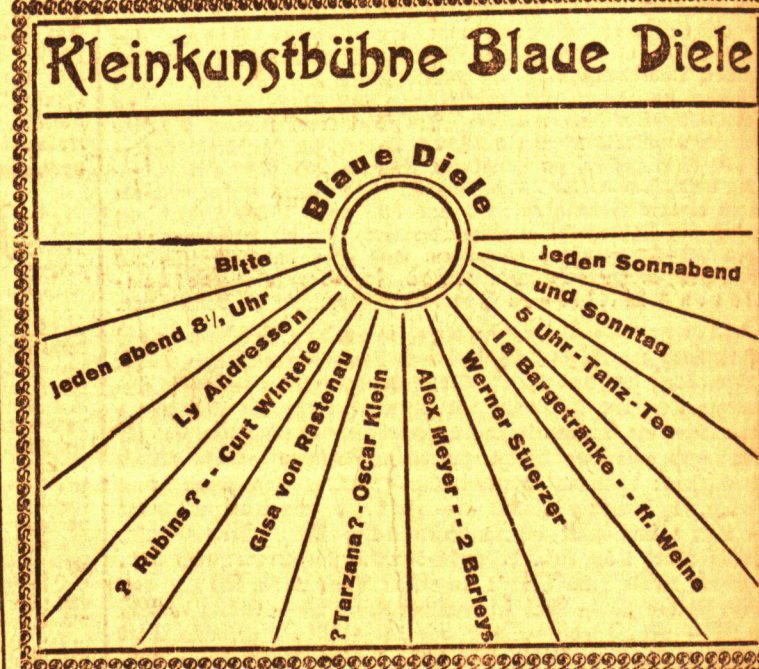 Kleinkunstbühne Blaue Diele
Blaue Diele
Bitte
jeden abend 8½ Uhr
Ly Andressen
? Rubins ? - - Curt Wintere
Gisa von Rastenau
? Tarzana ? - Oscar Klein
Alex Meyer - - 2 Barleys
Werner Stuerzer
Ia Bargetränke - - ff. Weine
5 Uhr - Tanz - Tee
und Sonntag
Jeden Sonnabend